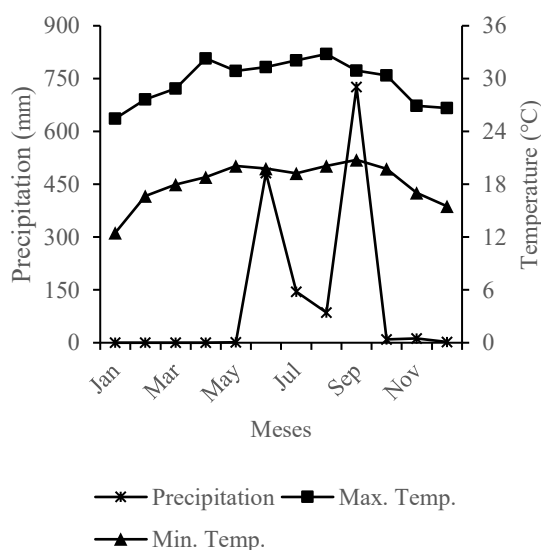 900
750
600
450
300
150
0
Precipitation (mm)
36
30
24
18
12
6
0
Temperature (°C)
Jan
Mar
May
Jul
Sep
Nov
Meses
Precipitation
Max. Temp.
Min. Temp.